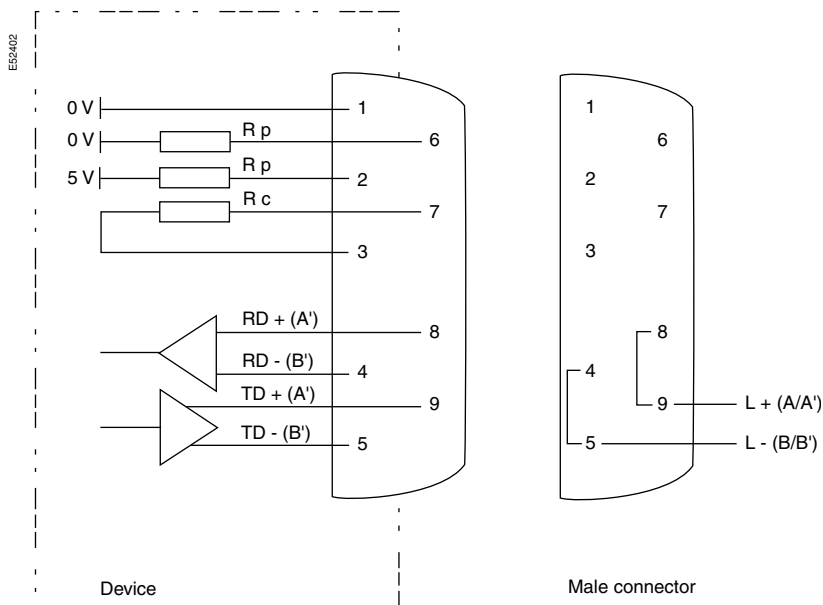 E52402
0 V
1
0 V
R p
6
5 V
R p
2
R c
7
3
RD + (A')
8
RD - (B')
4
TD + (A')
9
TD - (B')
5
Device
1
6
2
7
3
8
4
9
L + (A/A')
5
L - (B/B')
Male connector